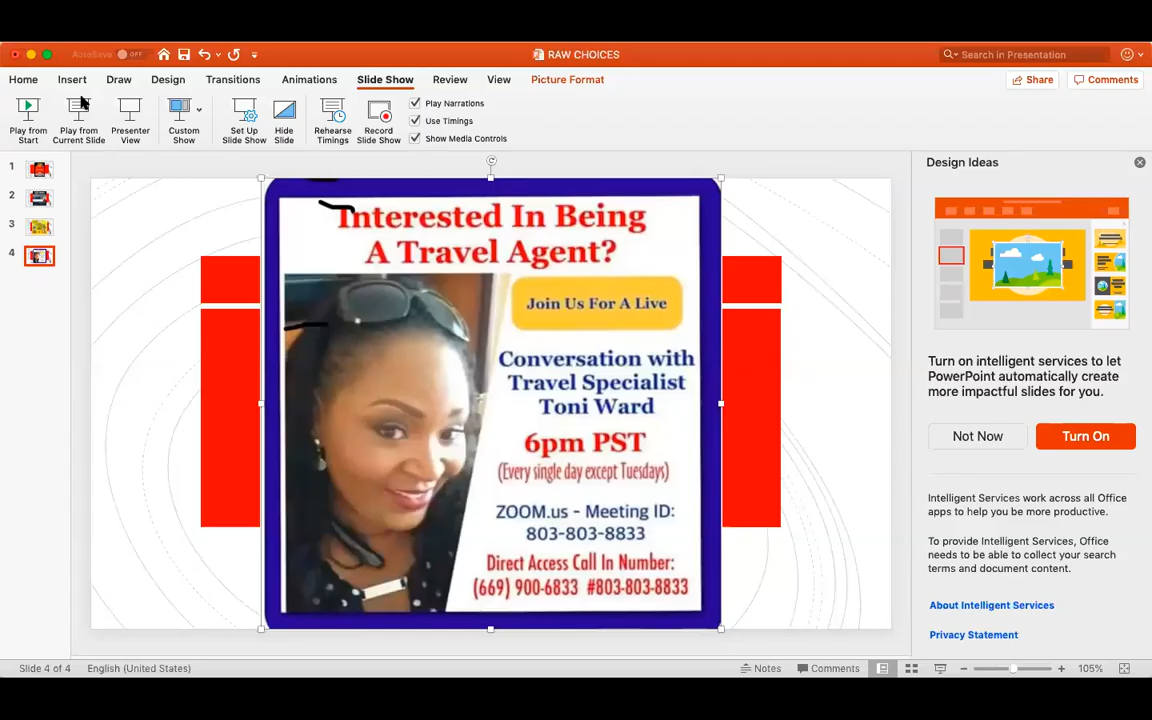 AutoSave OFF
RAW CHOICES
Search in Presentation
Home Insert Draw Design Transitions Animations Slide Show Review View Picture Format
Share Comments
Play from Start
Play from Current Slide
Presenter View
Custom Show
Set Up Slide Show
Hide Slide
Rehearse Timings
Record Slide Show
Play Narrations
Use Timings
Show Media Controls
1
2
3
4
Interested In Being
A Travel Agent?
Join Us For A Live
Conversation with
Travel Specialist
Toni Ward
6pm PST
(Every single day except Tuesdays)
ZOOM.us - Meeting ID:
803-803-8833
Direct Access Call In Number:
(669) 900-6833 #803-803-8833
Design Ideas
Turn on intelligent services to let
PowerPoint automatically create
more impactful slides for you.
Not Now Turn On
Intelligent Services work across all Office
apps to help you be more productive.
To provide Intelligent Services, Office
needs to be able to collect your search
terms and document content.
About Intelligent Services
Privacy Statement
Slide 4 of 4 English (United States) Notes Comments 105%